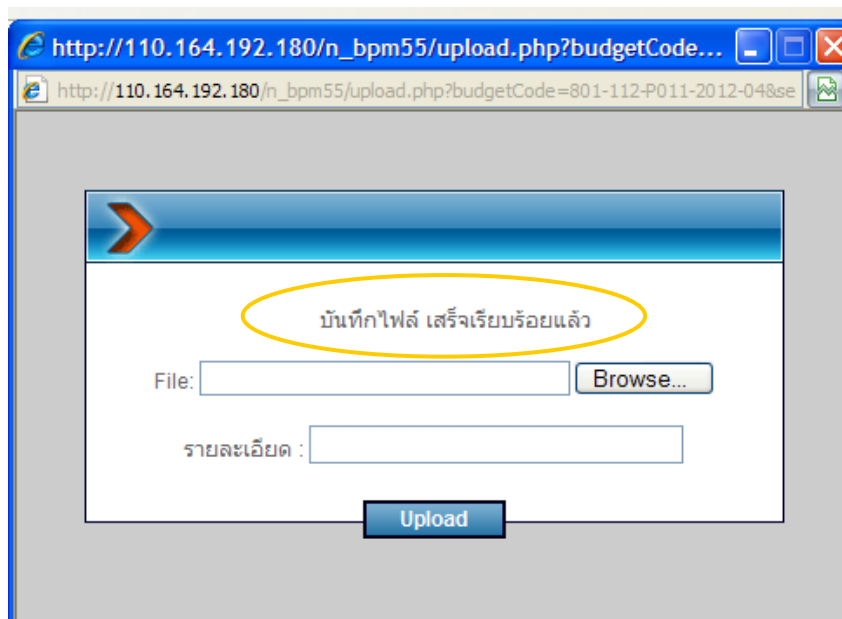 http://110.164.192.180/n_bpm55/upload.php?budgetCode...
http://110.164.192.180/n_bpm55/upload.php?budgetCode=801-112-P011-2012-04&se
บันทึกไฟล์ เสร็จเรียบร้อยแล้ว
File: Browse...
รายละเอียด :
Upload